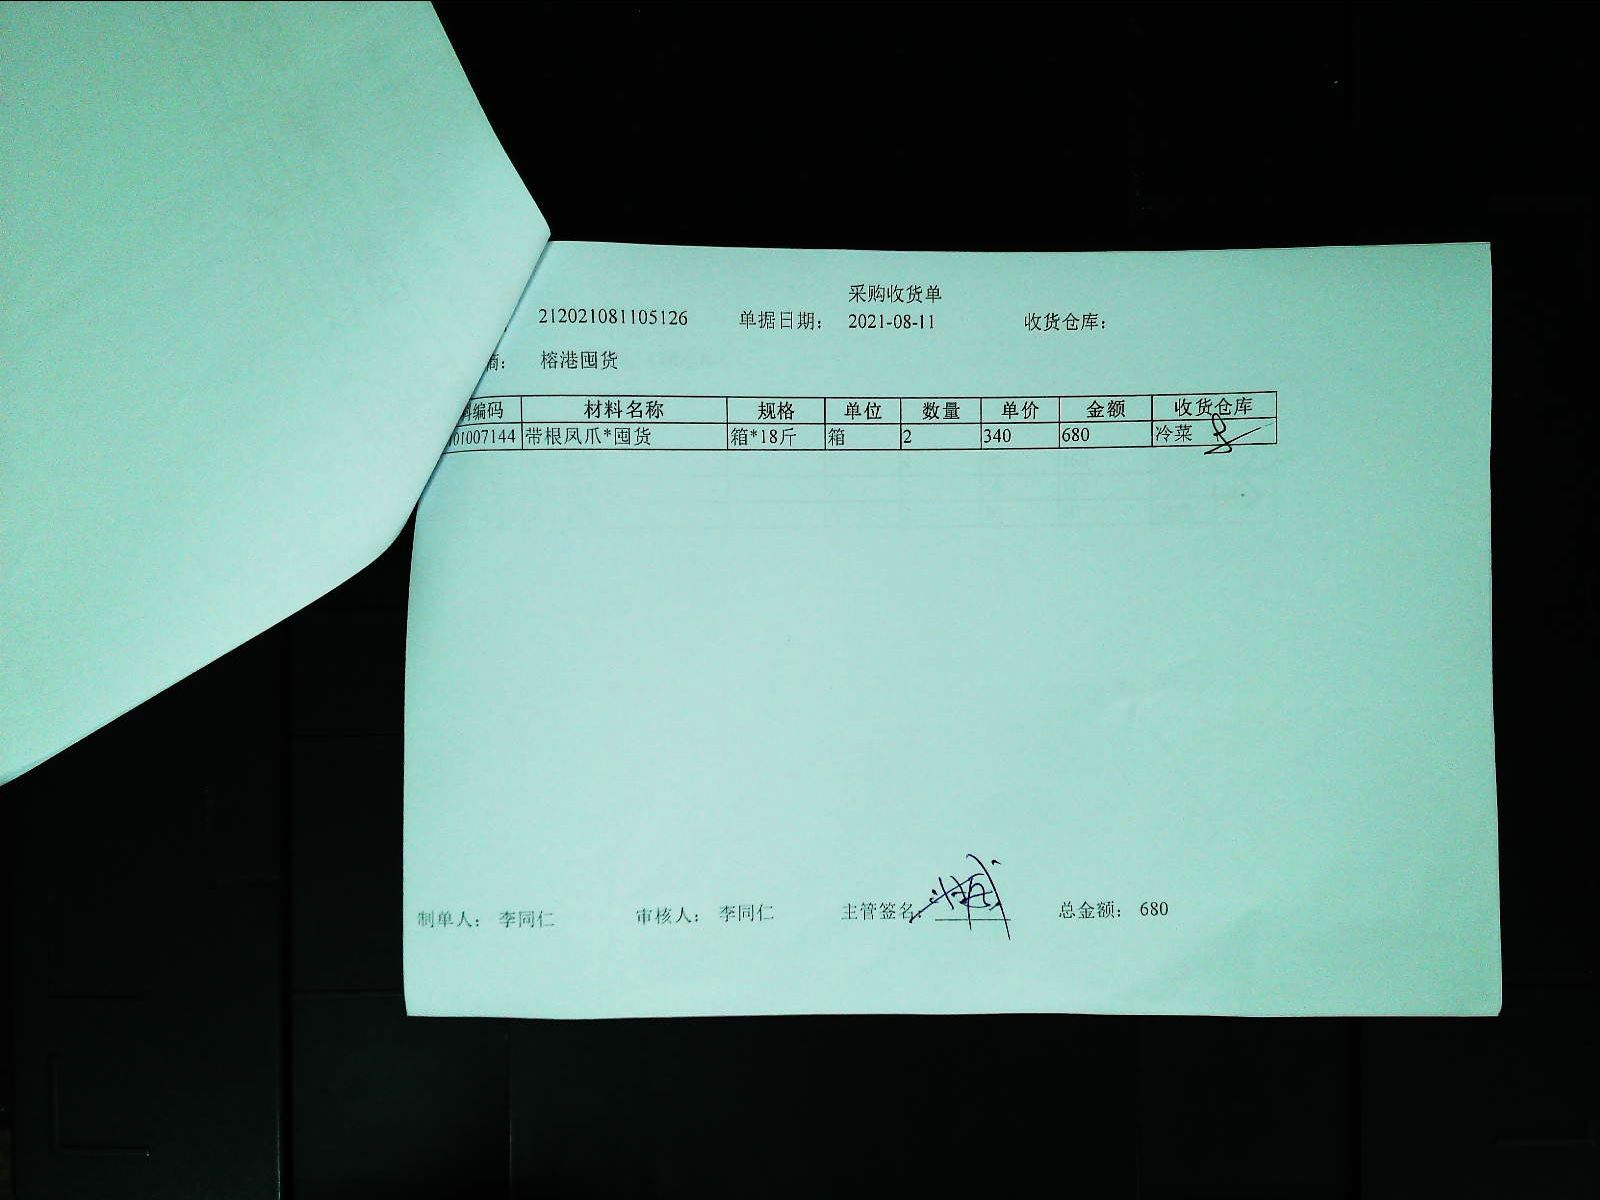 采购收货单
212021081105126 单据日期: 2021-08-11 收货仓库:
商: 榕港囤货
料编码 材料名称 规格 单位 数量 单价 金额 收货仓库
01007144 带根凤爪*囤货 箱*18斤 箱 2 340 680 冷菜
制单人: 李同仁 审核人: 李同仁 主管签名: 总金额: 680